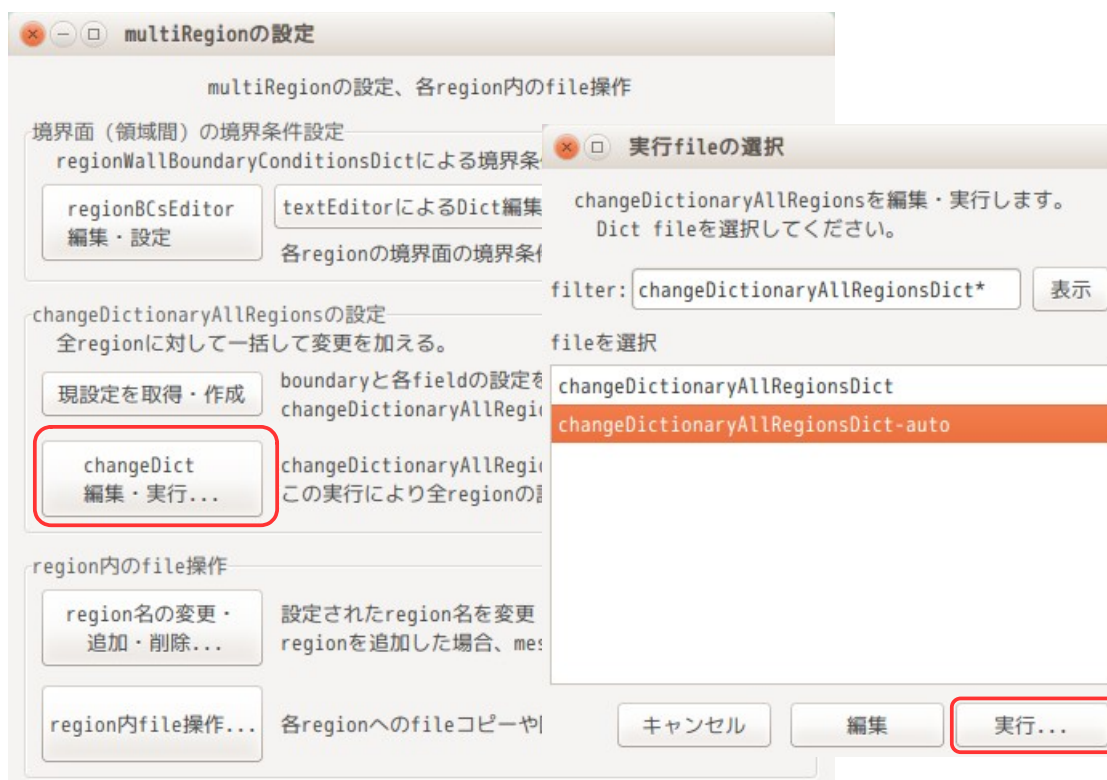 multiRegionの設定
multiRegionの設定、各region内のfile操作
境界面（領域間）の境界条件設定
regionWallBoundaryConditionsDictによる境界条
regionBCsEditor
編集・設定
textEditorによるDict編集
各regionの境界面の境界条
changeDictionaryAllRegionsの設定
全regionに対して一括して変更を加える。
現設定を取得・作成
boundaryと各fieldの設定を
changeDictionaryAllRegi
changeDict
編集・実行...
changeDictionaryAllRegi
この実行により全regionの
region内のfile操作
region名の変更・
追加・削除...
設定されたregion名を変更
regionを追加した場合、mes
region内file操作...
各regionへのfileコピーや
実行fileの選択
changeDictionaryAllRegionsを編集・実行します。
Dict fileを選択してください。
filter:
changeDictionaryAllRegionsDict*
表示
fileを選択
changeDictionaryAllRegionsDict
changeDictionaryAllRegionsDict-auto
キャンセル
編集
実行...